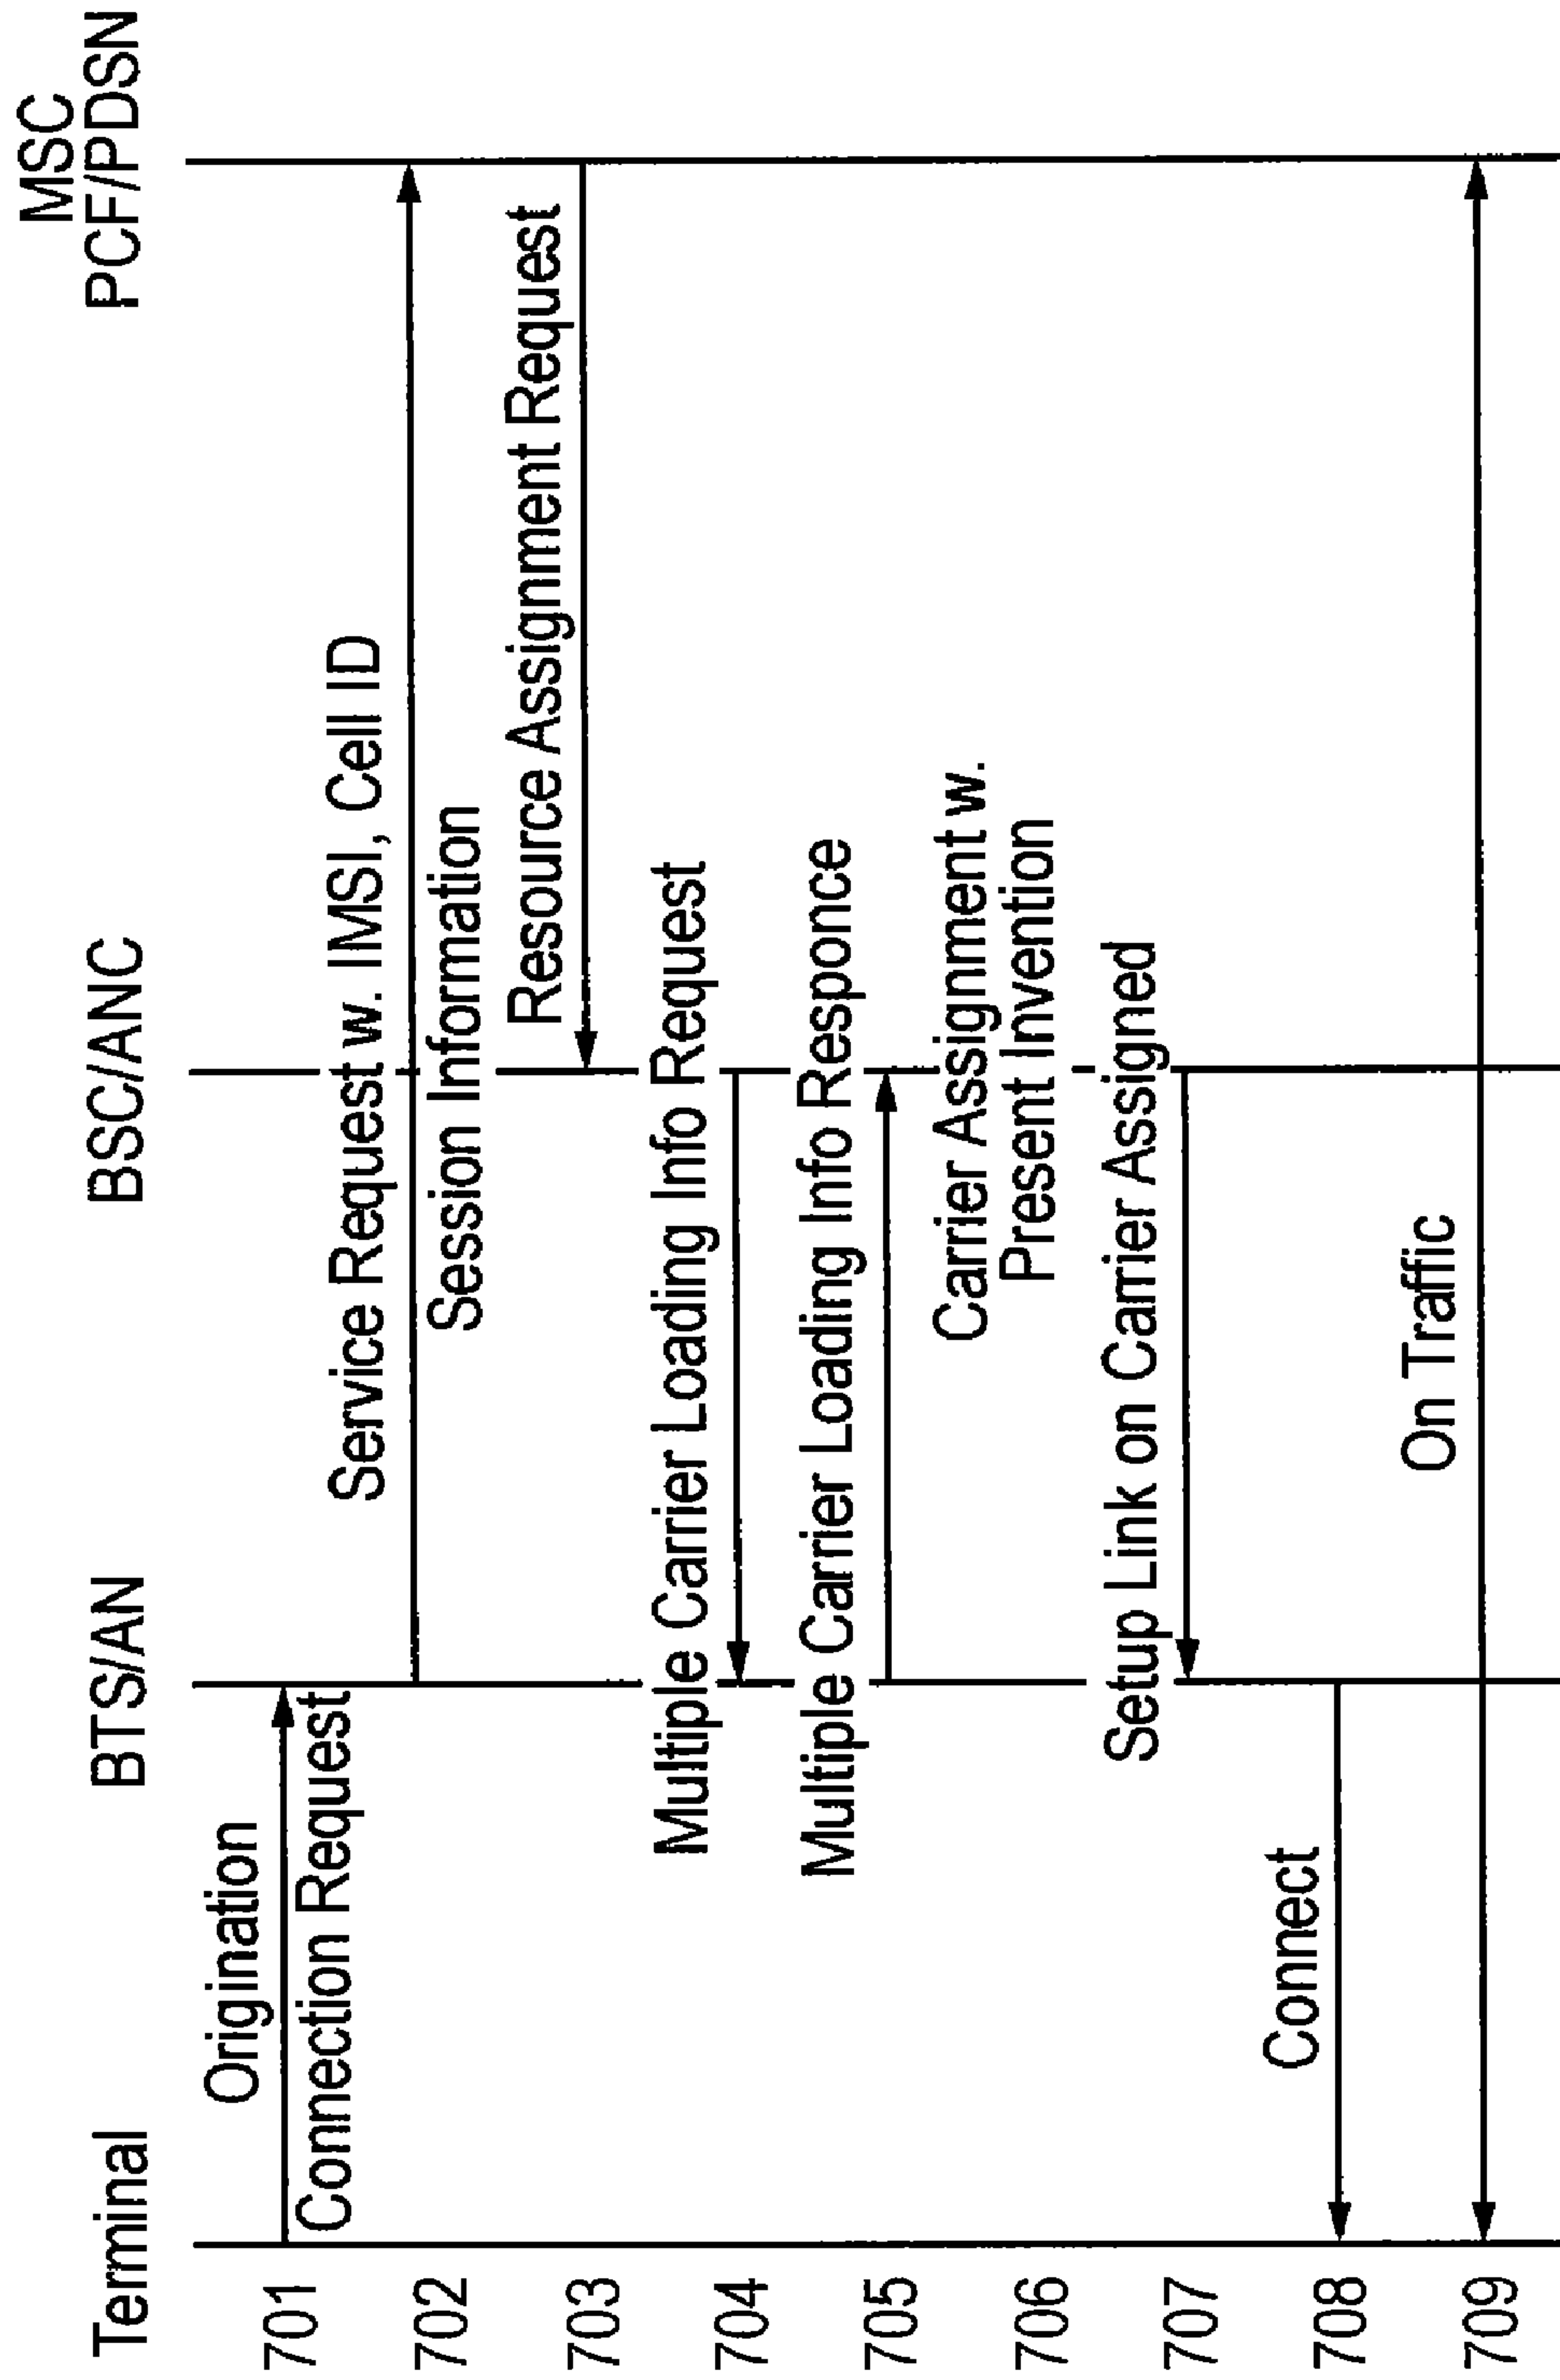 Terminal
BTS/AN
BSC/ANC
MSC
PCF/PDSN
701
Origination
Connection Request
702
Service Request w. IMSI, Cell ID
Session Information
703
Resource Assignment Request
704
Multiple Carrier Loading Info Request
705
Multiple Carrier Loading Info Responce
706
Carrier Assignment w.
Present Invention
707
Setup Link on Carrier Assigned
708
Connect
709
On Traffic